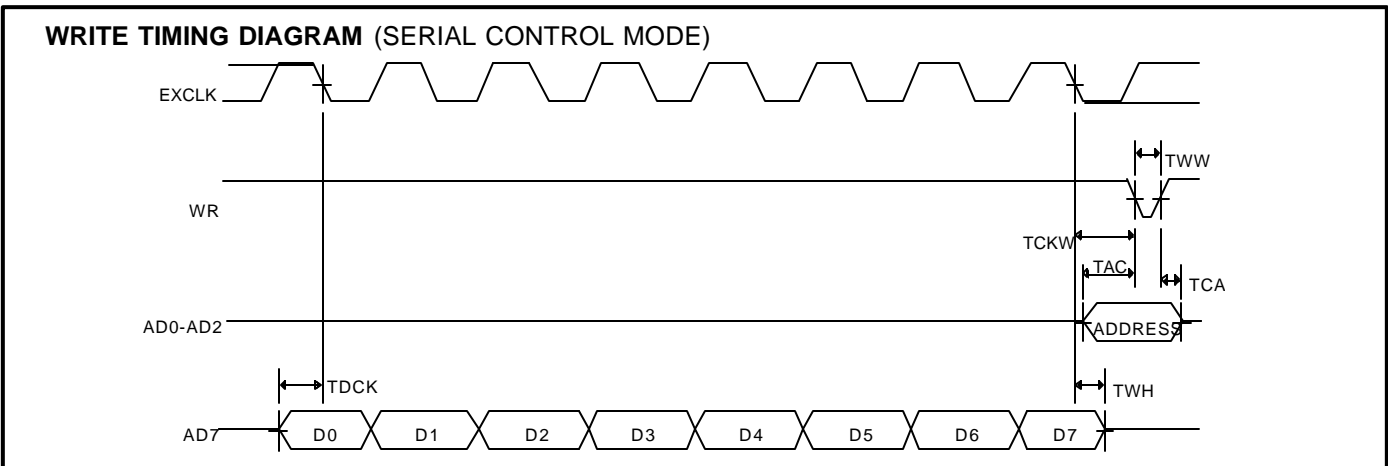 WRITE TIMING DIAGRAM (SERIAL CONTROL MODE)
EXCLK
TWW
WR
TCKW
TAC
TCA
AD0-AD2
ADDRESS
TDCK
TWH
AD7
D0 D1 D2 D3 D4 D5 D6 D7